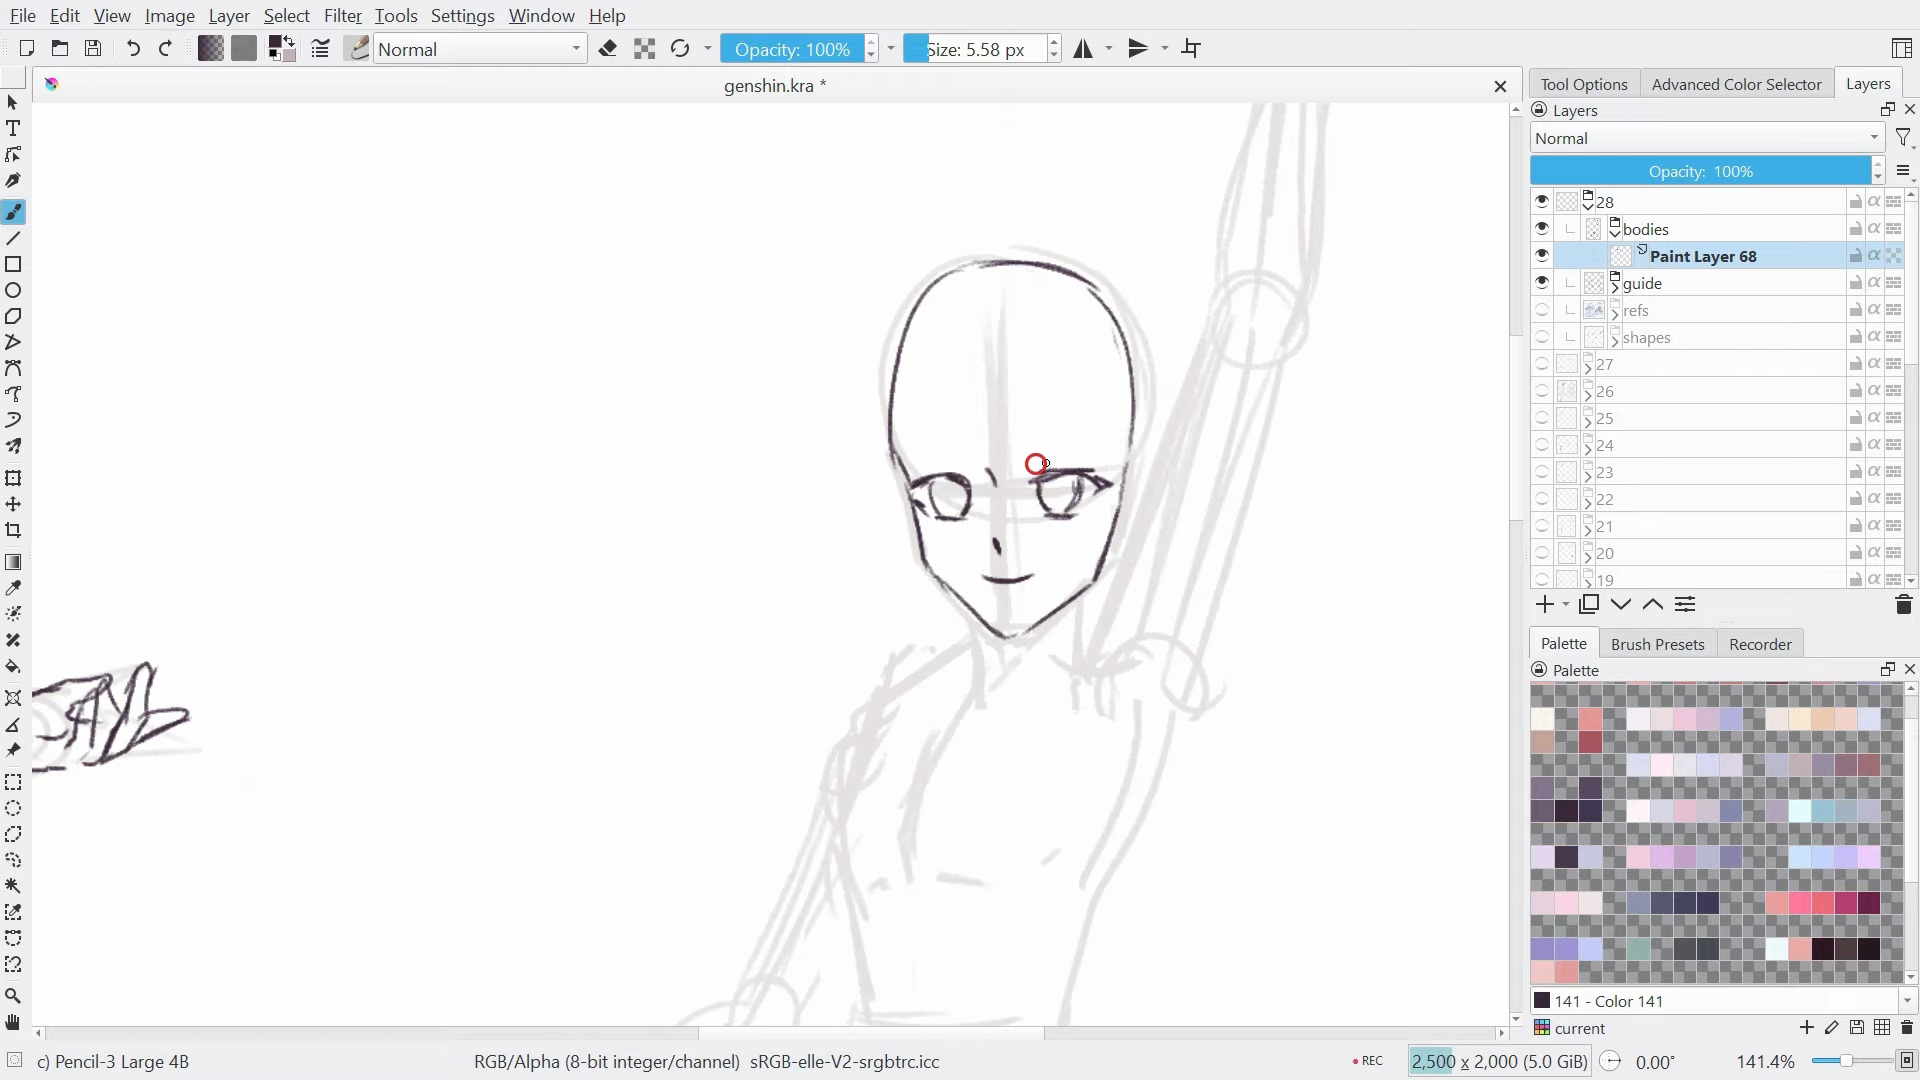 File Edit View Image Layer Select Filter Tools Settings Window Help
Normal Opacity: 100% Size: 5.58 px
genshin.kra *
Tool Options Advanced Color Selector Layers
Layers
Normal
Opacity: 100%
28
bodies
Paint Layer 68
guide
refs
shapes
27
26
25
24
23
22
21
20
19
Palette Brush Presets Recorder
Palette
141 - Color 141
current
c) Pencil-3 Large 4B RGB/Alpha (8-bit integer/channel) sRGB-elle-V2-srgbtrc.icc REC 2,500 x 2,000 (5.0 GiB) 0.00° 141.4%